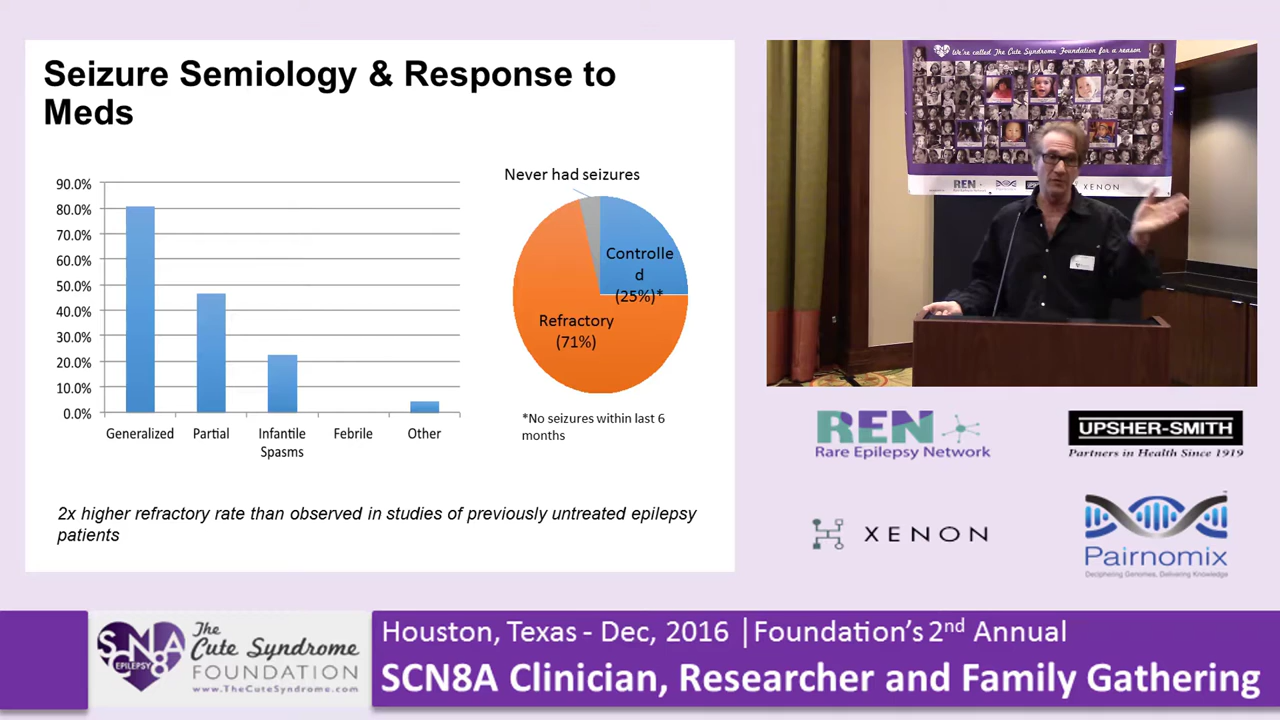 Seizure Semiology & Response to
Meds
90.0%
80.0%
70.0%
60.0%
50.0%
40.0%
30.0%
20.0%
10.0%
0.0%
Generalized
Partial
Infantile
Spasms
Febrile
Other
Never had seizures
Controlle
d
(25%)*
Refractory
(71%)
*No seizures within last 6
months
2x higher refractory rate than observed in studies of previously untreated epilepsy
patients
We're called The Cute Syndrome Foundation for a reason
REN
XENON
REN
Rare Epilepsy Network
UPSHER-SMITH
Partners in Health Since 1919
XENON
Pairnomix
Deciphering Genomes, Delivering Knowledge
SCN8A
EPILEPSY
The
Cute Syndrome
FOUNDATION
www.TheCuteSyndrome.com
Houston, Texas - Dec, 2016 |Foundation's 2nd Annual
SCN8A Clinician, Researcher and Family Gathering